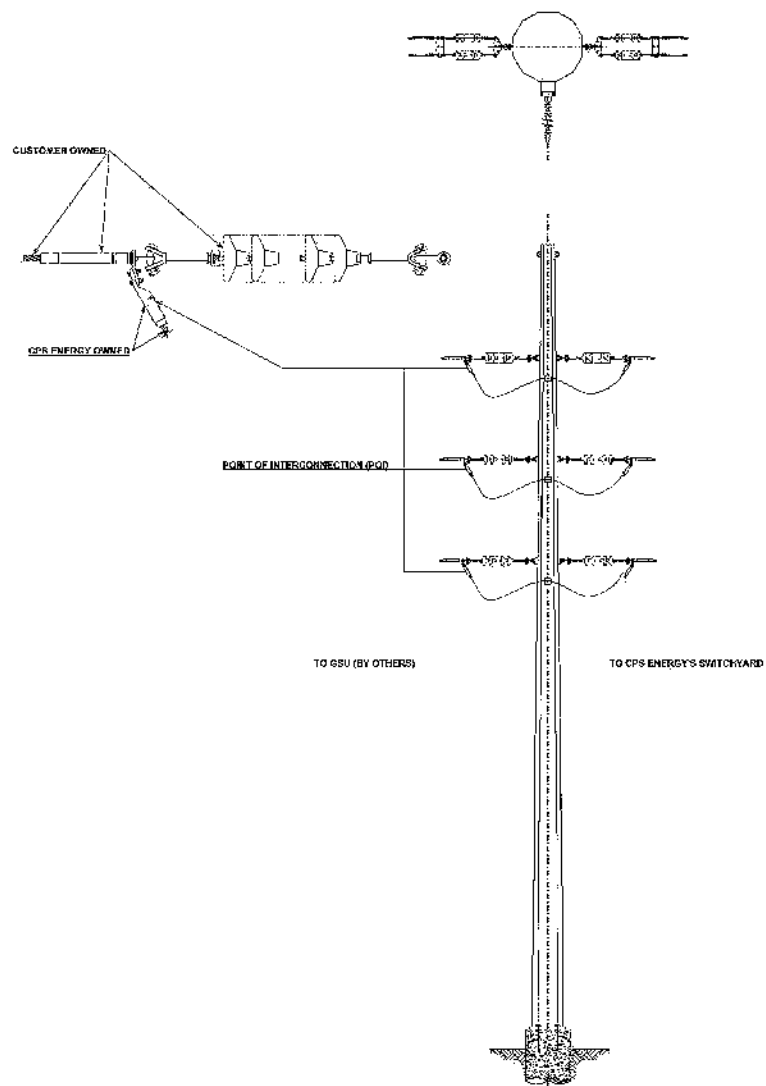 CUSTOMER OWNED
CPS ENERGY OWNED
POINT OF INTERCONNECTION (POI)
TO GSU (BY OTHERS)
TO CPS ENERGY'S SWITCHYARD